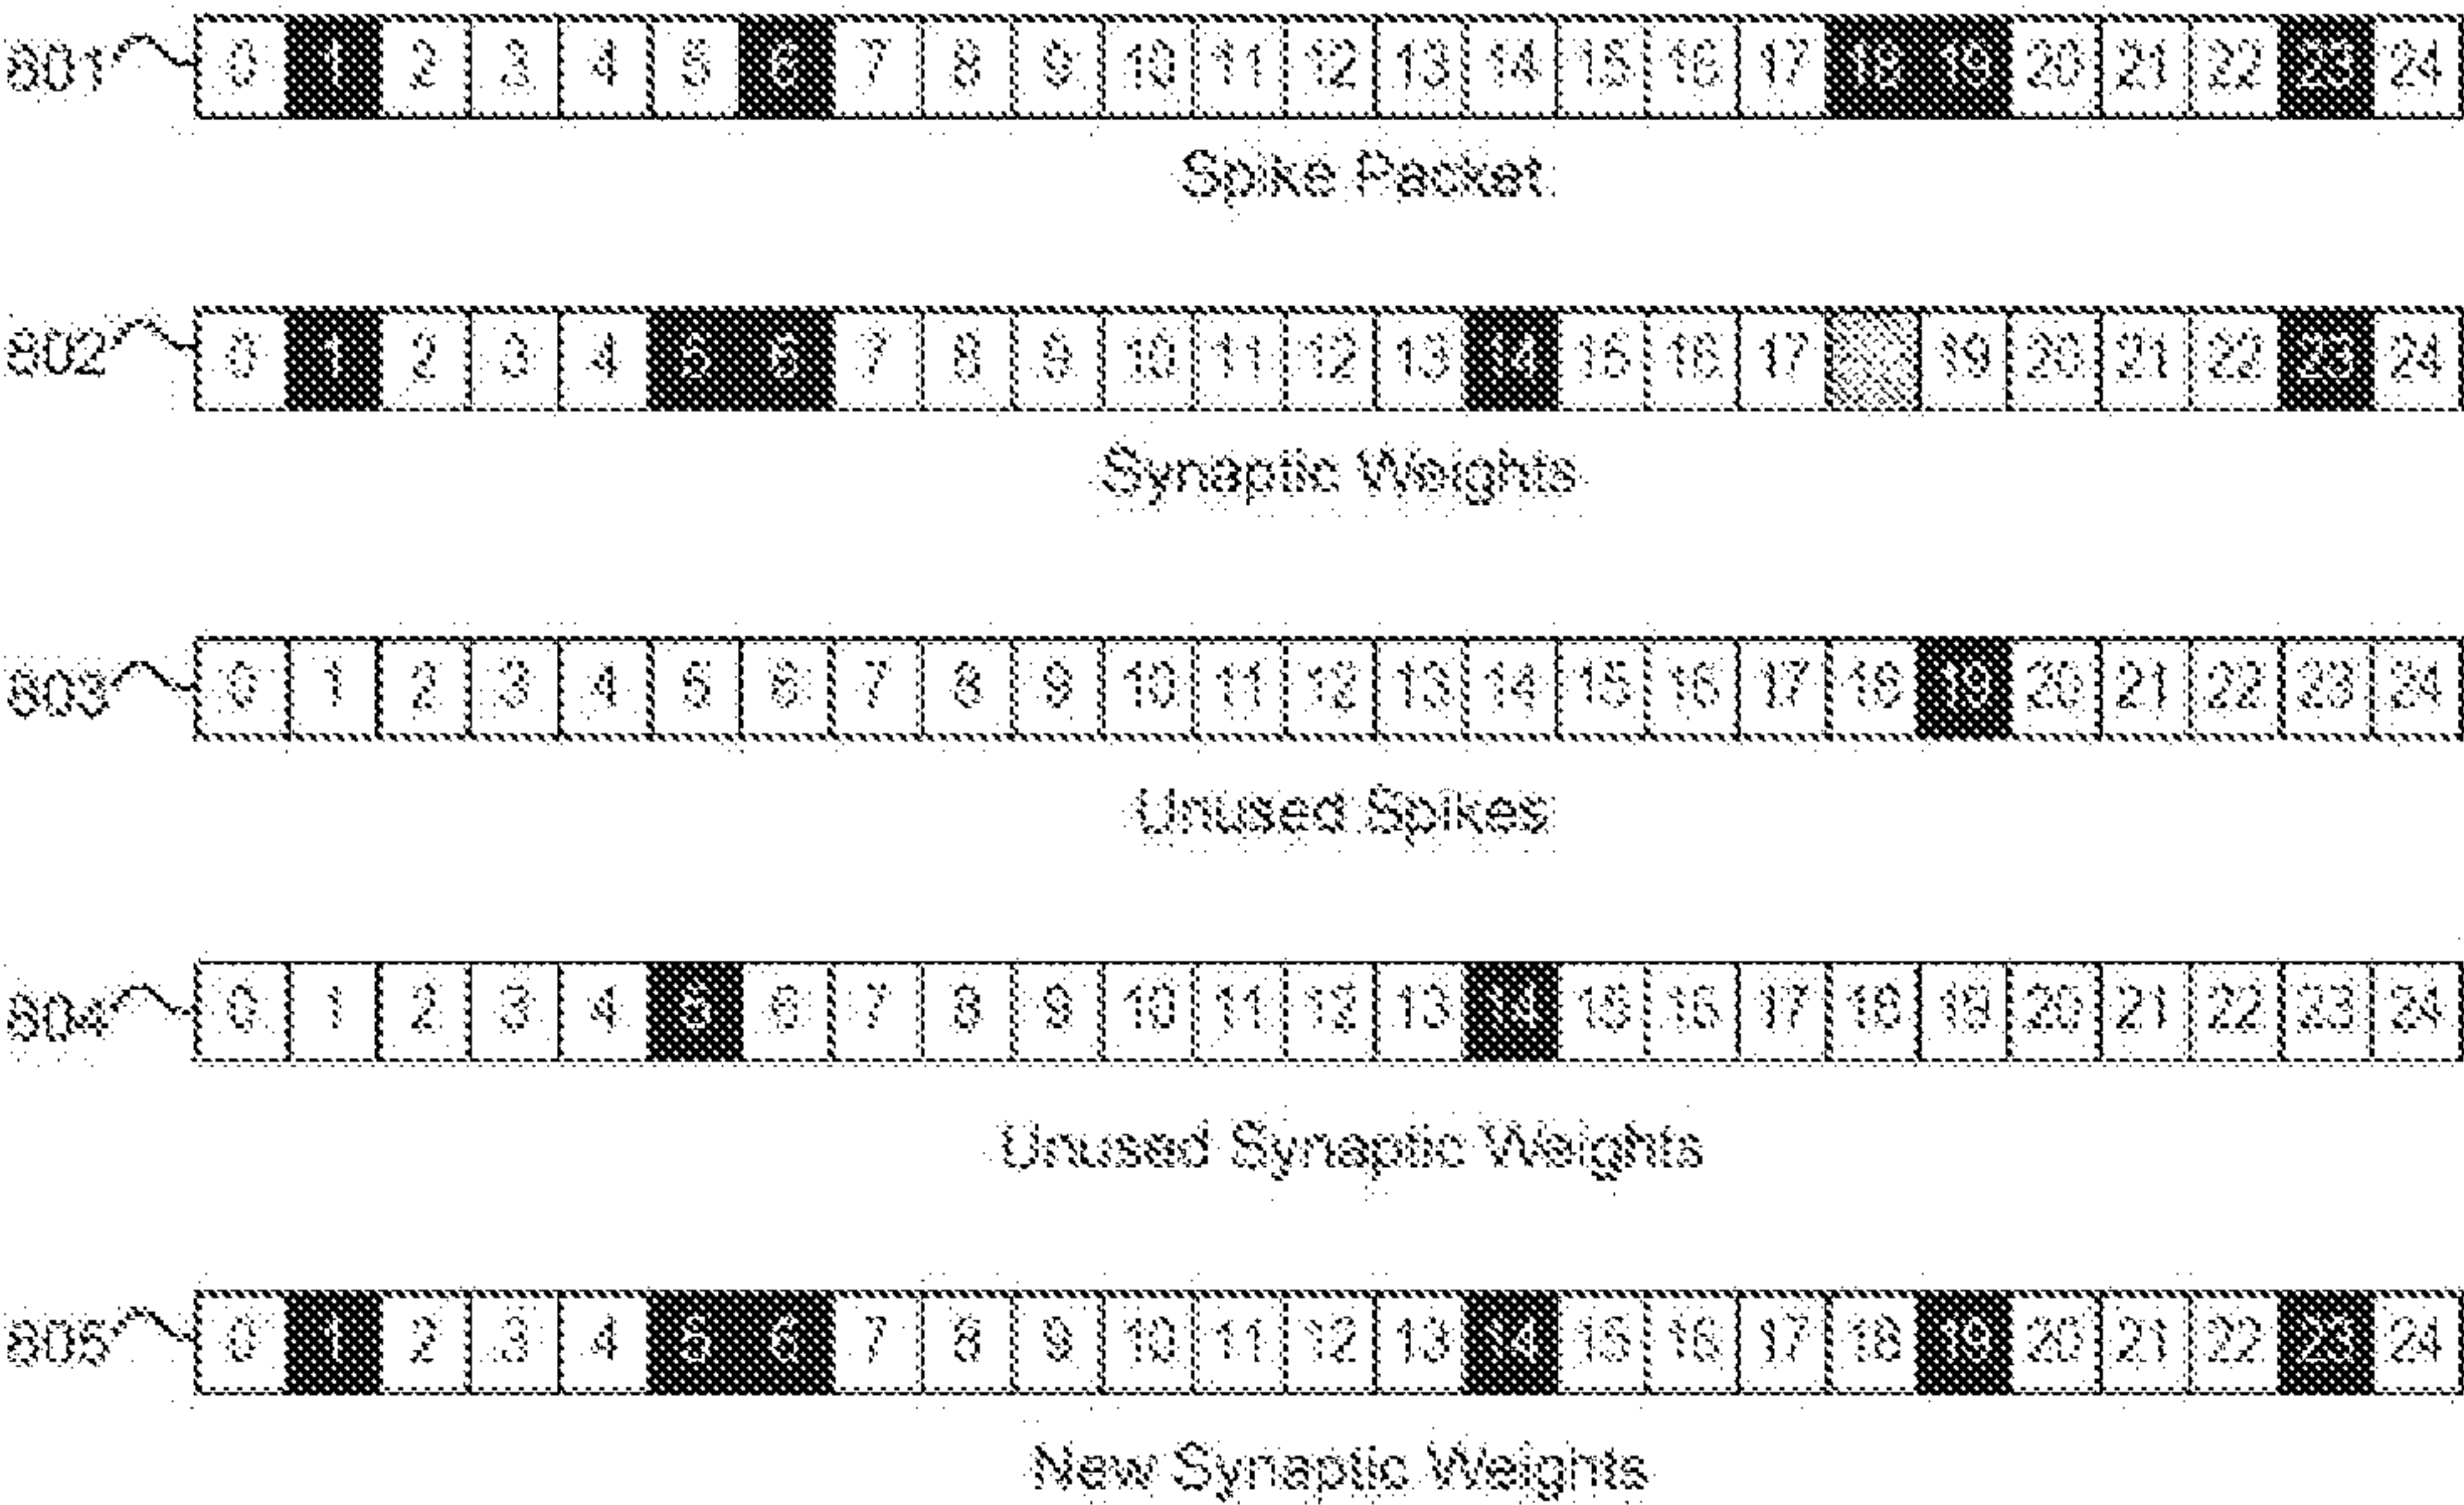 801 0 1 2 3 4 5 6 7 8 9 10 11 12 13 14 15 16 17 18 19 20 21 22 23 24
Spike Packet
802 0 1 2 3 4 5 6 7 8 9 10 11 12 13 14 15 16 17 19 20 21 22 23 24
Synaptic Weights
803 0 1 2 3 4 5 6 7 8 9 10 11 12 13 14 15 16 17 18 19 20 21 22 23 24
Unused Spikes
804 0 1 2 3 4 5 6 7 8 9 10 11 12 13 14 15 16 17 18 19 20 21 22 23 24
Unused Synaptic Weights
805 0 1 2 3 4 5 6 7 8 9 10 11 12 13 14 15 16 17 18 19 20 21 22 23 24
New Synaptic Weights